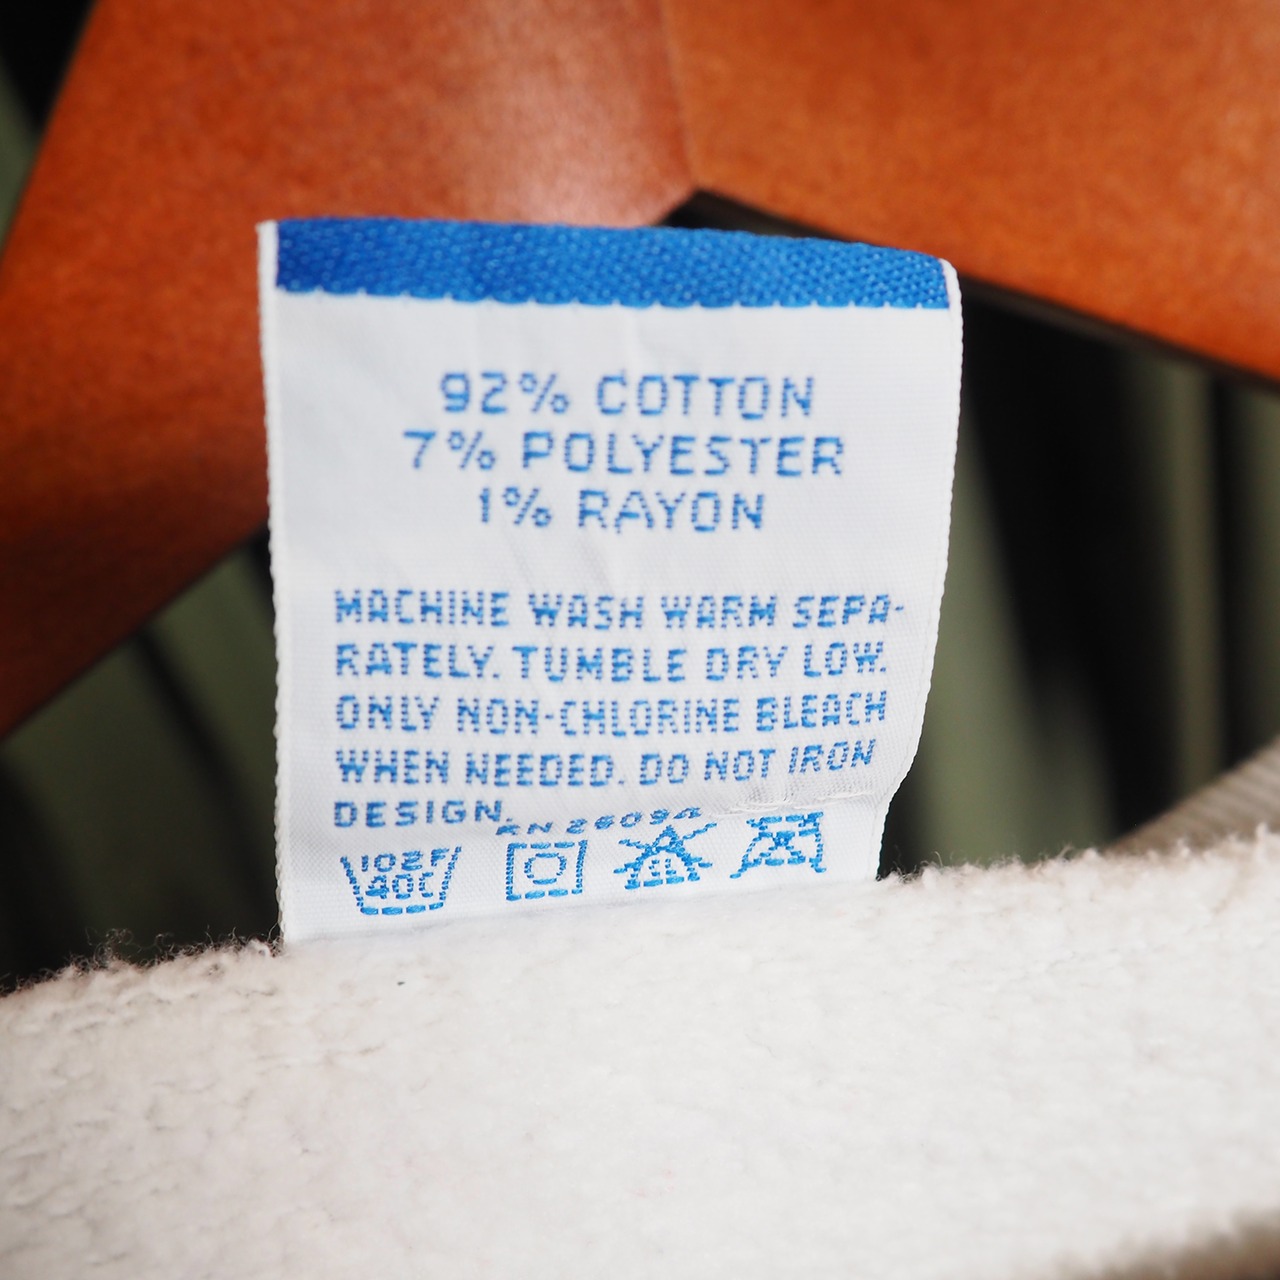 92% COTTON
7% POLYESTER
1% RAYON
MACHINE WASH WARM SEPA-
RATELY. TUMBLE DRY LOW.
ONLY NON-CHLORINE BLEACH
WHEN NEEDED. DO NOT IRON
DESIGN.
RN 26094
102F
40C